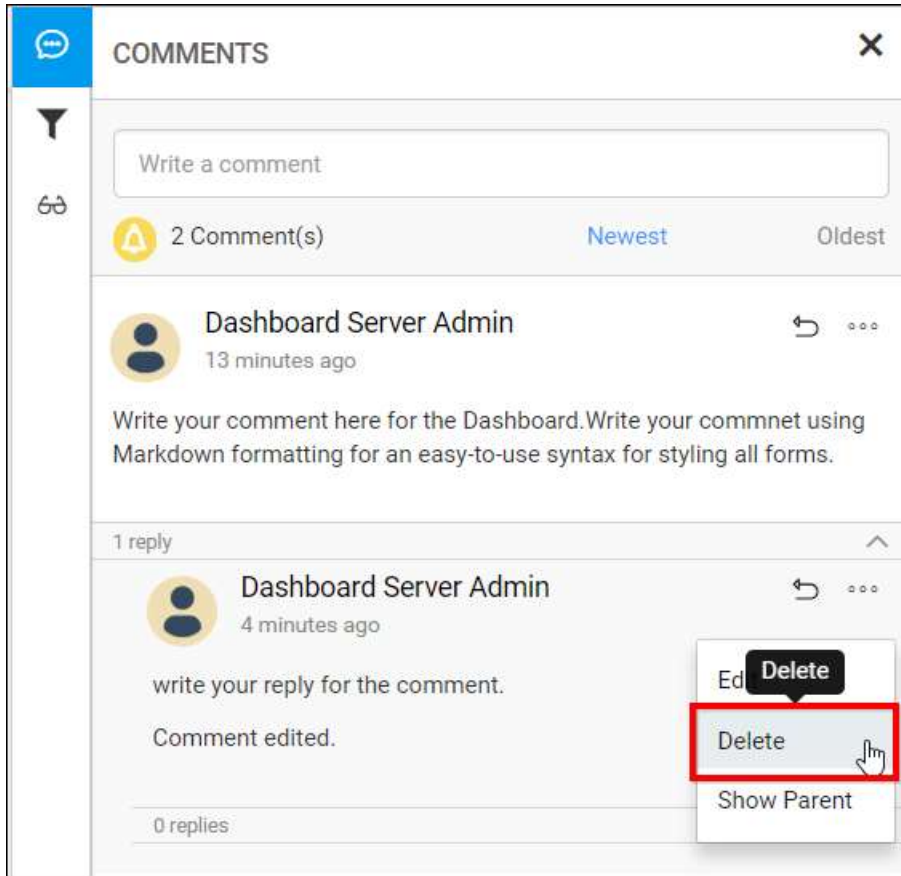 COMMENTS
Write a comment
2 Comment(s) Newest Oldest
Dashboard Server Admin
13 minutes ago
Write your comment here for the Dashboard.Write your commnet using
Markdown formatting for an easy-to-use syntax for styling all forms.
1 reply
Dashboard Server Admin
4 minutes ago
write your reply for the comment.
Comment edited.
Delete
Delete
Show Parent
0 replies